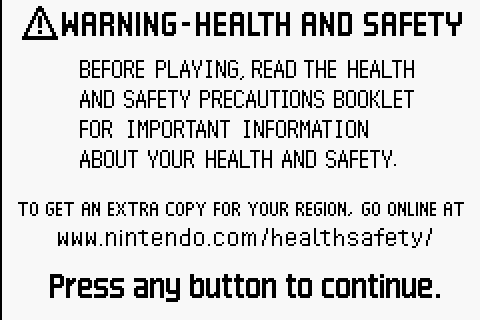 WARNING-HEALTH AND SAFETY
BEFORE PLAYING, READ THE HEALTH
AND SAFETY PRECAUTIONS BOOKLET
FOR IMPORTANT INFORMATION
ABOUT YOUR HEALTH AND SAFETY.
TO GET AN EXTRA COPY FOR YOUR REGION, GO ONLINE AT
www.nintendo.com/healthsafety/
Press any button to continue.